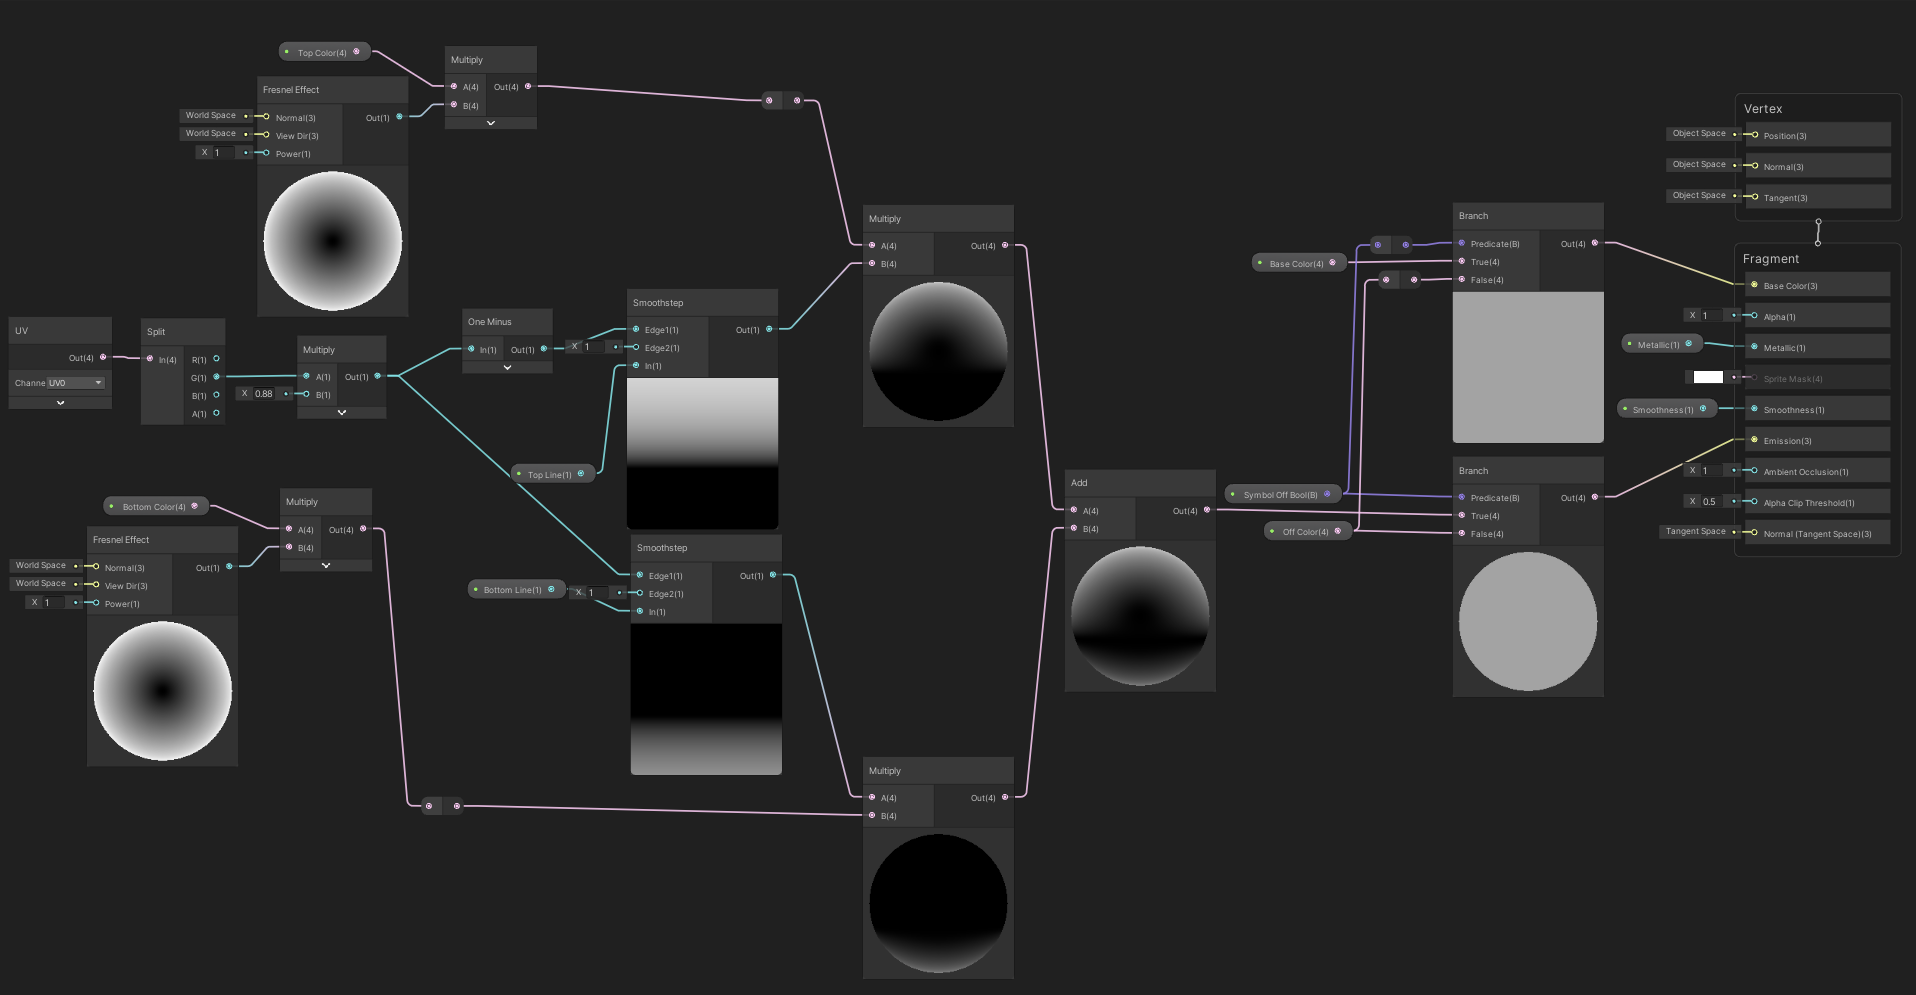 Top Color(4)
Multiply
A(4) Out(4)
B(4)
Fresnel Effect
World Space Normal(3) Out(1)
World Space View Dir(3)
X 1 Power(1)
UV
Out(4)
Channe UV0
Split
In(4) R(1)
G(1)
B(1)
A(1)
Multiply
A(1) Out(1)
X 0.88 B(1)
One Minus
In(1) Out(1)
Smoothstep
Edge1(1) Out(1)
X 1 Edge2(1)
In(1)
Top Line(1)
Bottom Color(4)
Multiply
A(4) Out(4)
B(4)
Fresnel Effect
World Space Normal(3) Out(1)
World Space View Dir(3)
X 1 Power(1)
Smoothstep
Edge1(1) Out(1)
Bottom Line(1) X 1 Edge2(1)
In(1)
Multiply
A(4) Out(4)
B(4)
Multiply
A(4) Out(4)
B(4)
Add
A(4) Out(4)
B(4)
Base Color(4)
Symbol Off Bool(B)
Off Color(4)
Branch
Predicate(B) Out(4)
True(4)
False(4)
Branch
Predicate(B) Out(4)
True(4)
False(4)
Vertex
Object Space Position(3)
Object Space Normal(3)
Object Space Tangent(3)
Fragment
Base Color(3)
X 1 Alpha(1)
Metallic(1) Metallic(1)
Sprite Mask(4)
Smoothness(1) Smoothness(1)
Emission(3)
X 1 Ambient Occlusion(1)
X 0.5 Alpha Clip Threshold(1)
Tangent Space Normal (Tangent Space)(3)